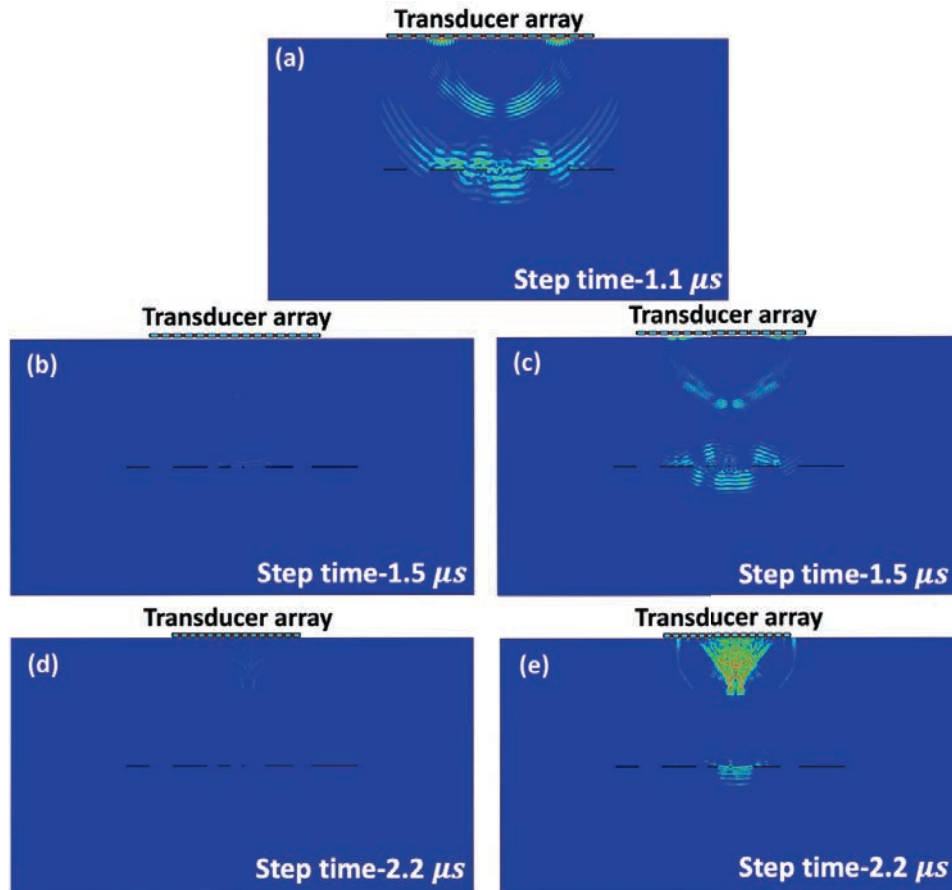 Transducer array
(a)
Step time-1.1 μs
Transducer array
(b)
Step time-1.5 μs
Transducer array
(c)
Step time-1.5 μs
Transducer array
(d)
Step time-2.2 μs
Transducer array
(e)
Step time-2.2 μs